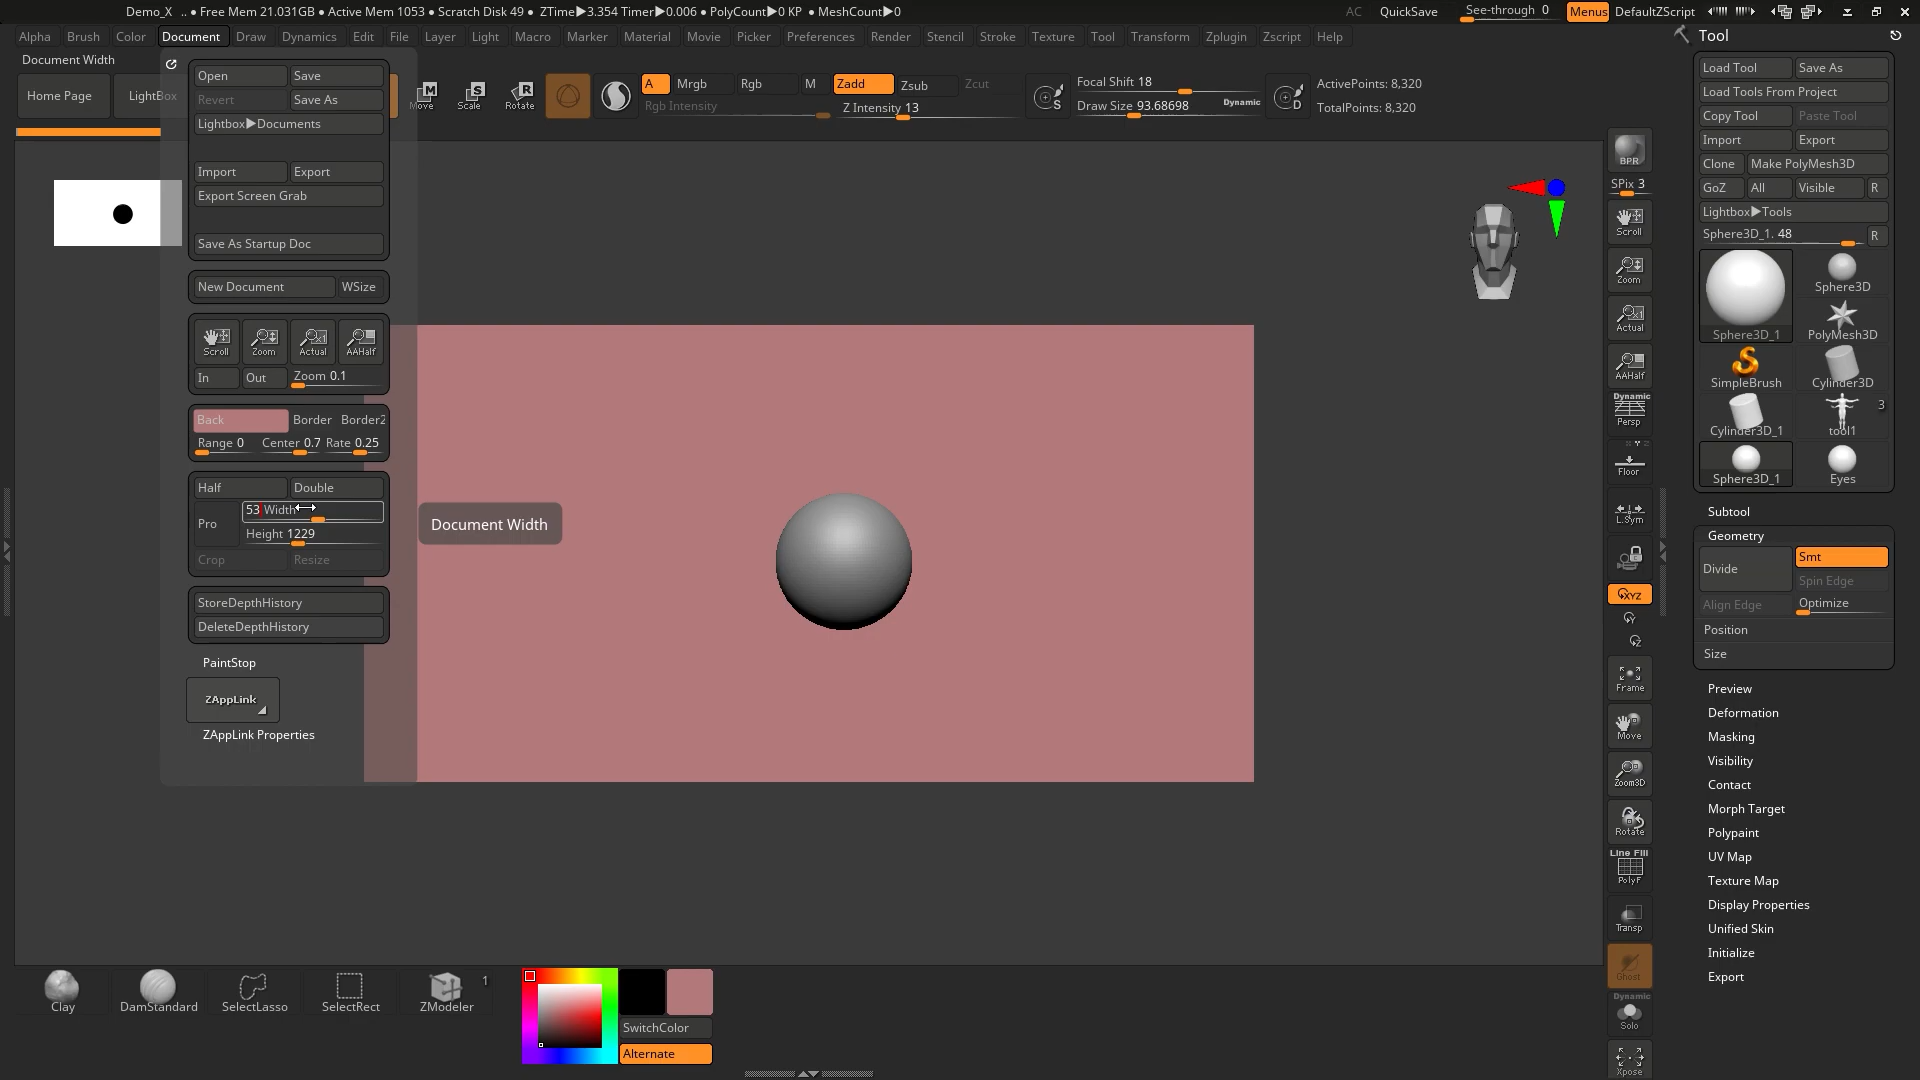 Demo_X .. ● Free Mem 21.031GB ● Active Mem 1053 ● Scratch Disk 49 ● ZTime▶3.354 Timer▶0.006 ● PolyCount▶0 KP ● MeshCount▶0
AC QuickSave See-through 0 Menus DefaultZScript
Alpha Brush Color Document Draw Dynamics Edit File Layer Light Macro Marker Material Movie Picker Preferences Render Stencil Stroke Texture Tool Transform Zplugin Zscript Help
Document Width
Home Page LightBox
Move Scale Rotate
A Mrgb Rgb M Zadd Zsub Zcut
Rgb Intensity Z Intensity 13
S Focal Shift 18
Draw Size 93.68698 Dynamic
D ActivePoints: 8,320
TotalPoints: 8,320
Open Save
Revert Save As
Lightbox▶Documents
Import Export
Export Screen Grab
Save As Startup Doc
New Document WSize
Scroll Zoom Actual AAHalf
In Out Zoom 0.1
Back Border Border2
Range 0 Center 0.7 Rate 0.25
Half Double
Pro 53 Width
Height 1229
Crop Resize
StoreDepthHistory
DeleteDepthHistory
PaintStop
ZAppLink
ZAppLink Properties
Document Width
BPR
SPix 3
Scroll
Zoom
Actual
AAHalf
Dynamic
Persp
Floor
L.Sym
XYZ
Y
Z
Frame
Move
Zoom3D
Rotate
Line Fill
PolyF
Transp
Ghost
Dynamic
Solo
Xpose
Tool
Load Tool Save As
Load Tools From Project
Copy Tool Paste Tool
Import Export
Clone Make PolyMesh3D
GoZ All Visible R
Lightbox▶Tools
Sphere3D_1. 48 R
Sphere3D_1 Sphere3D
PolyMesh3D
SimpleBrush Cylinder3D
3
Cylinder3D_1 tool1
Sphere3D_1 Eyes
Subtool
Geometry
Divide Smt
Spin Edge
Align Edge Optimize
Position
Size
Preview
Deformation
Masking
Visibility
Contact
Morph Target
Polypaint
UV Map
Texture Map
Display Properties
Unified Skin
Initialize
Export
Clay DamStandard SelectLasso SelectRect ZModeler 1
SwitchColor
Alternate